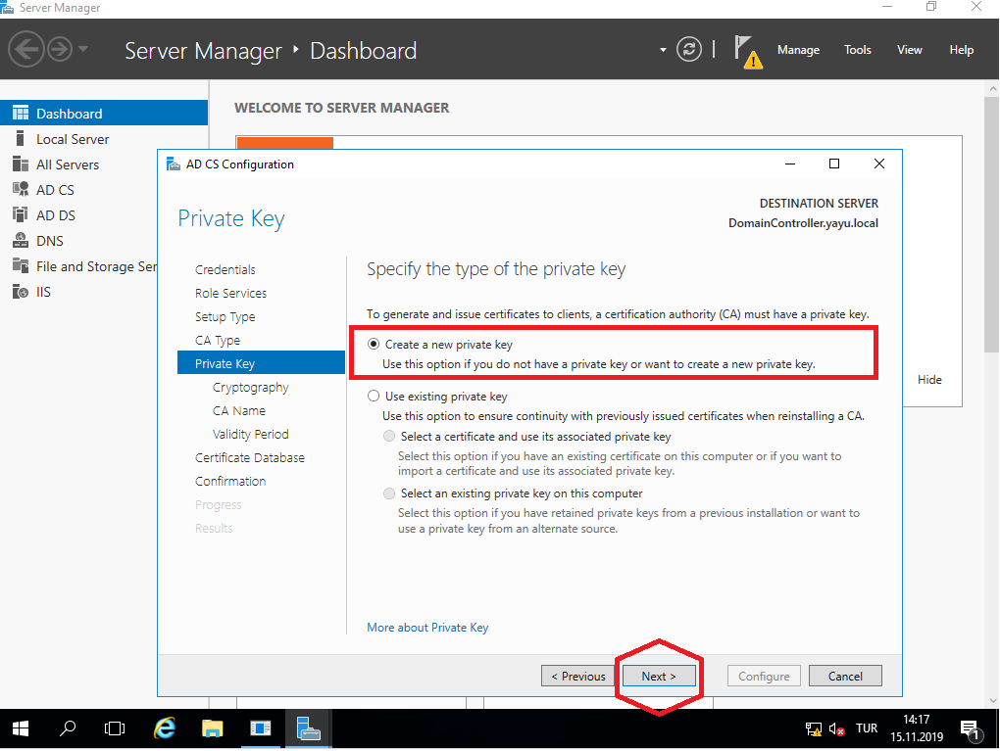 Server Manager
Server Manager ‣ Dashboard
Manage
Tools
View
Help
Dashboard
Local Server
All Servers
AD CS
AD DS
DNS
File and Storage Ser
IIS
WELCOME TO SERVER MANAGER
Hide
AD CS Configuration
Private Key
DESTINATION SERVER
DomainController.yayu.local
Credentials
Role Services
Setup Type
CA Type
Private Key
Cryptography
CA Name
Validity Period
Certificate Database
Confirmation
Progress
Results
Specify the type of the private key
To generate and issue certificates to clients, a certification authority (CA) must have a private key.
Create a new private key
Use this option if you do not have a private key or want to create a new private key.
Use existing private key
Use this option to ensure continuity with previously issued certificates when reinstalling a CA.
Select a certificate and use its associated private key
Select this option if you have an existing certificate on this computer or if you want to
import a certificate and use its associated private key.
Select an existing private key on this computer
Select this option if you have retained private keys from a previous installation or want to
use a private key from an alternate source.
More about Private Key
< Previous
Next >
Configure
Cancel
TUR
14:17
15.11.2019
1